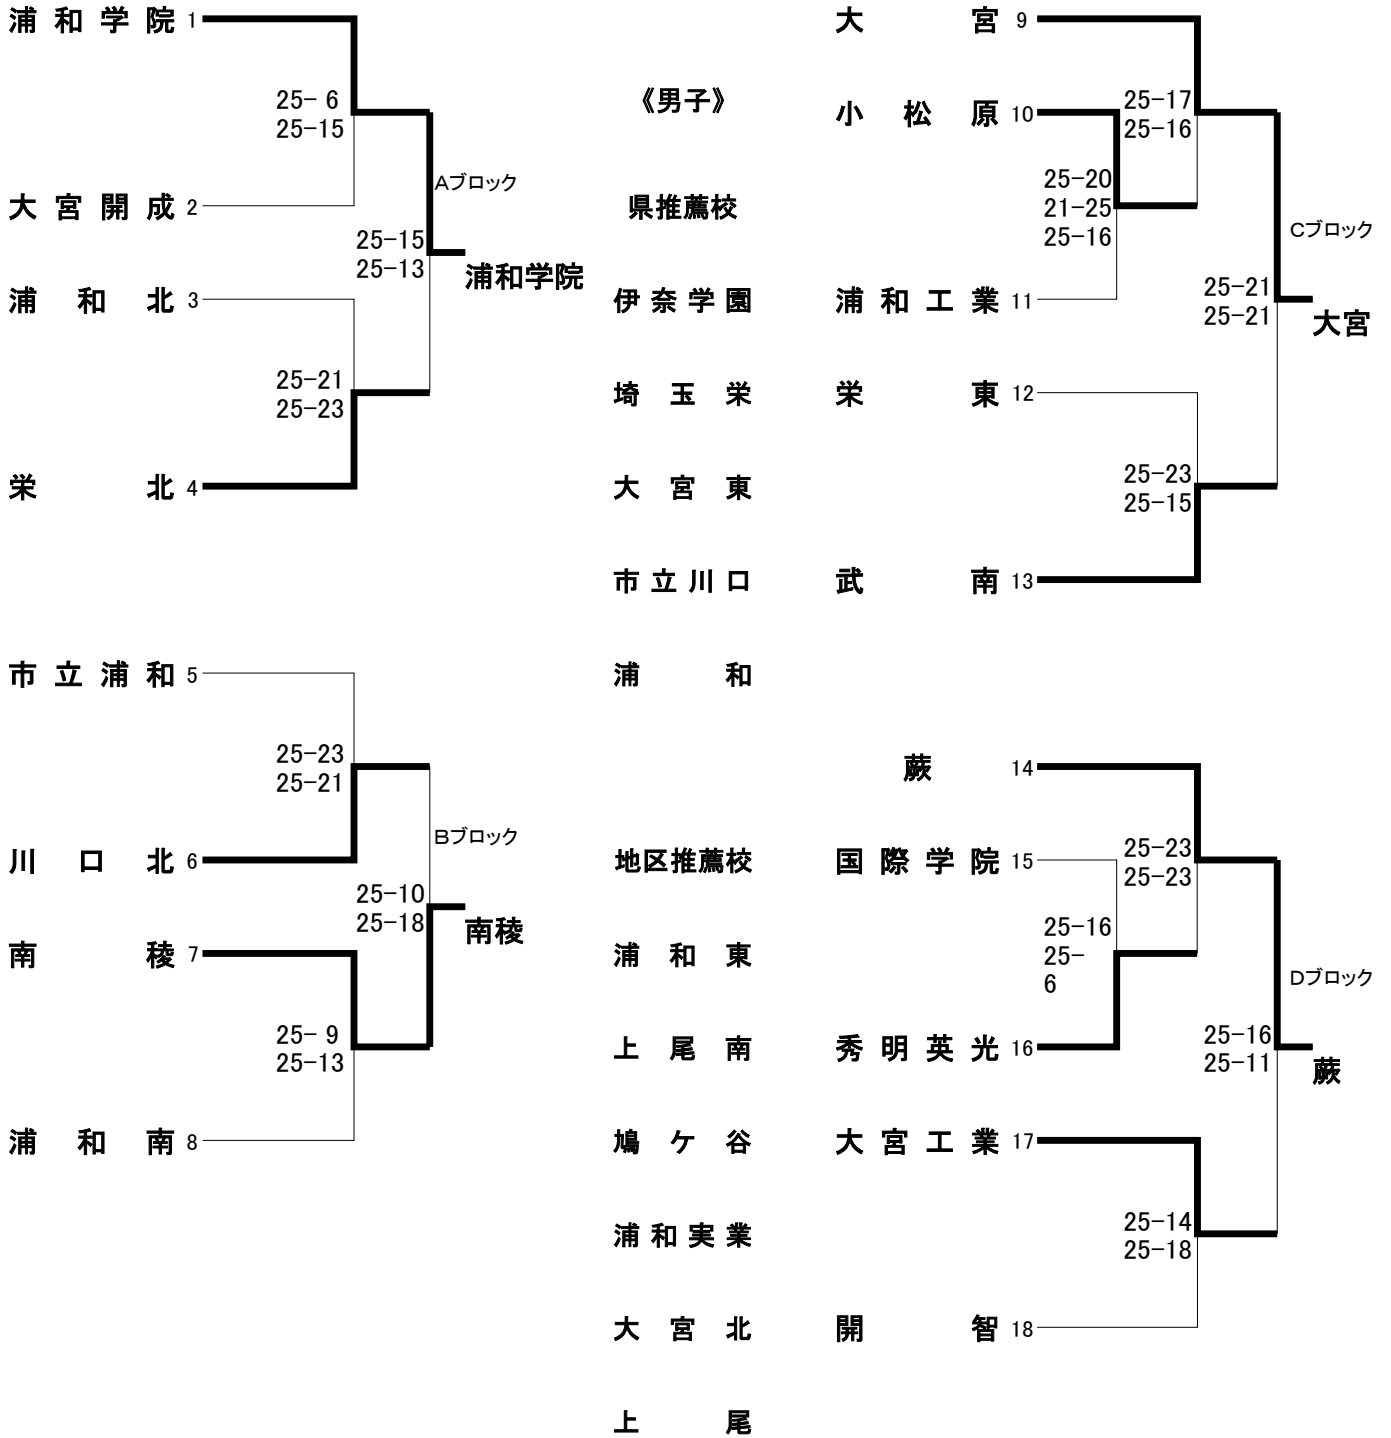 浦和学院 1
25- 6
25-15
大宮開成 2
Aブロック
25-15
25-13
浦和学院
浦和北 3
25-21
25-23
栄北 4
市立浦和 5
25-23
25-21
川口北 6
Bブロック
25-10
25-18
南稜
南稜 7
25- 9
25-13
浦和南 8
《男子》
県推薦校
伊奈学園
埼玉栄
大宮東
市立川口
浦和
地区推薦校
浦和東
上尾南
鳩ケ谷
浦和実業
大宮北
上尾
大宮 9
小松原 10
25-17
25-16
25-20
21-25
25-16
浦和工業 11
Cブロック
25-21
25-21
大宮
栄東 12
25-23
25-15
武南 13
蕨 14
国際学院 15
25-23
25-23
25-16
25-
6
秀明英光 16
Dブロック
25-16
25-11
蕨
大宮工業 17
25-14
25-18
開智 18